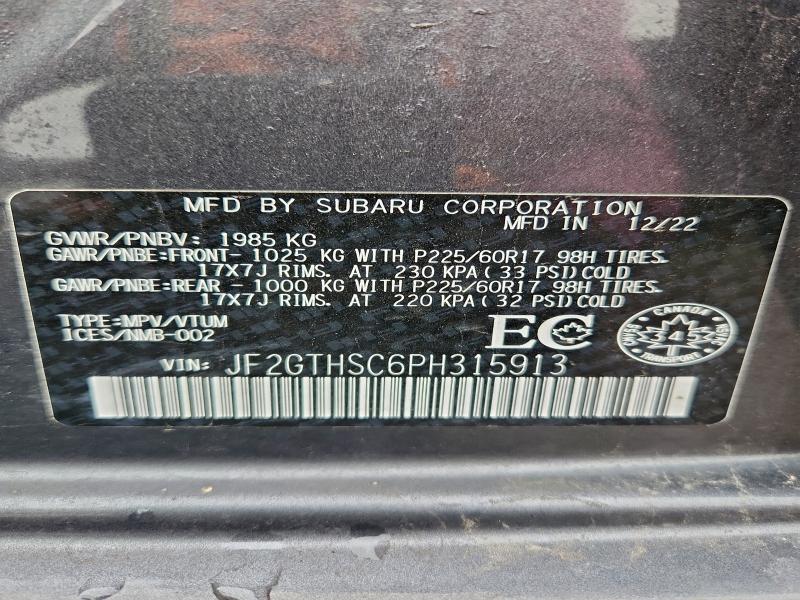 MFD BY SUBARU CORPORATION
MFD IN 12/22
GVWR/PNBV: 1985 KG
GAWR/PNBE:FRONT- 1025 KG WITH P225/60R17 98H TIRES.
17X7J RIMS. AT 230 KPA( 33 PSI) COLD
GAWR/PNBE:REAR - 1000 KG WITH P225/60R17 98H TIRES.
17X7J RIMS. AT 220 KPA( 32 PSI) COLD
TYPE:MPV/VTUM
ICES/NMB-002
EC
CANADA
345
TRANSPORT
VIN: JF2GTHSC6PH315913